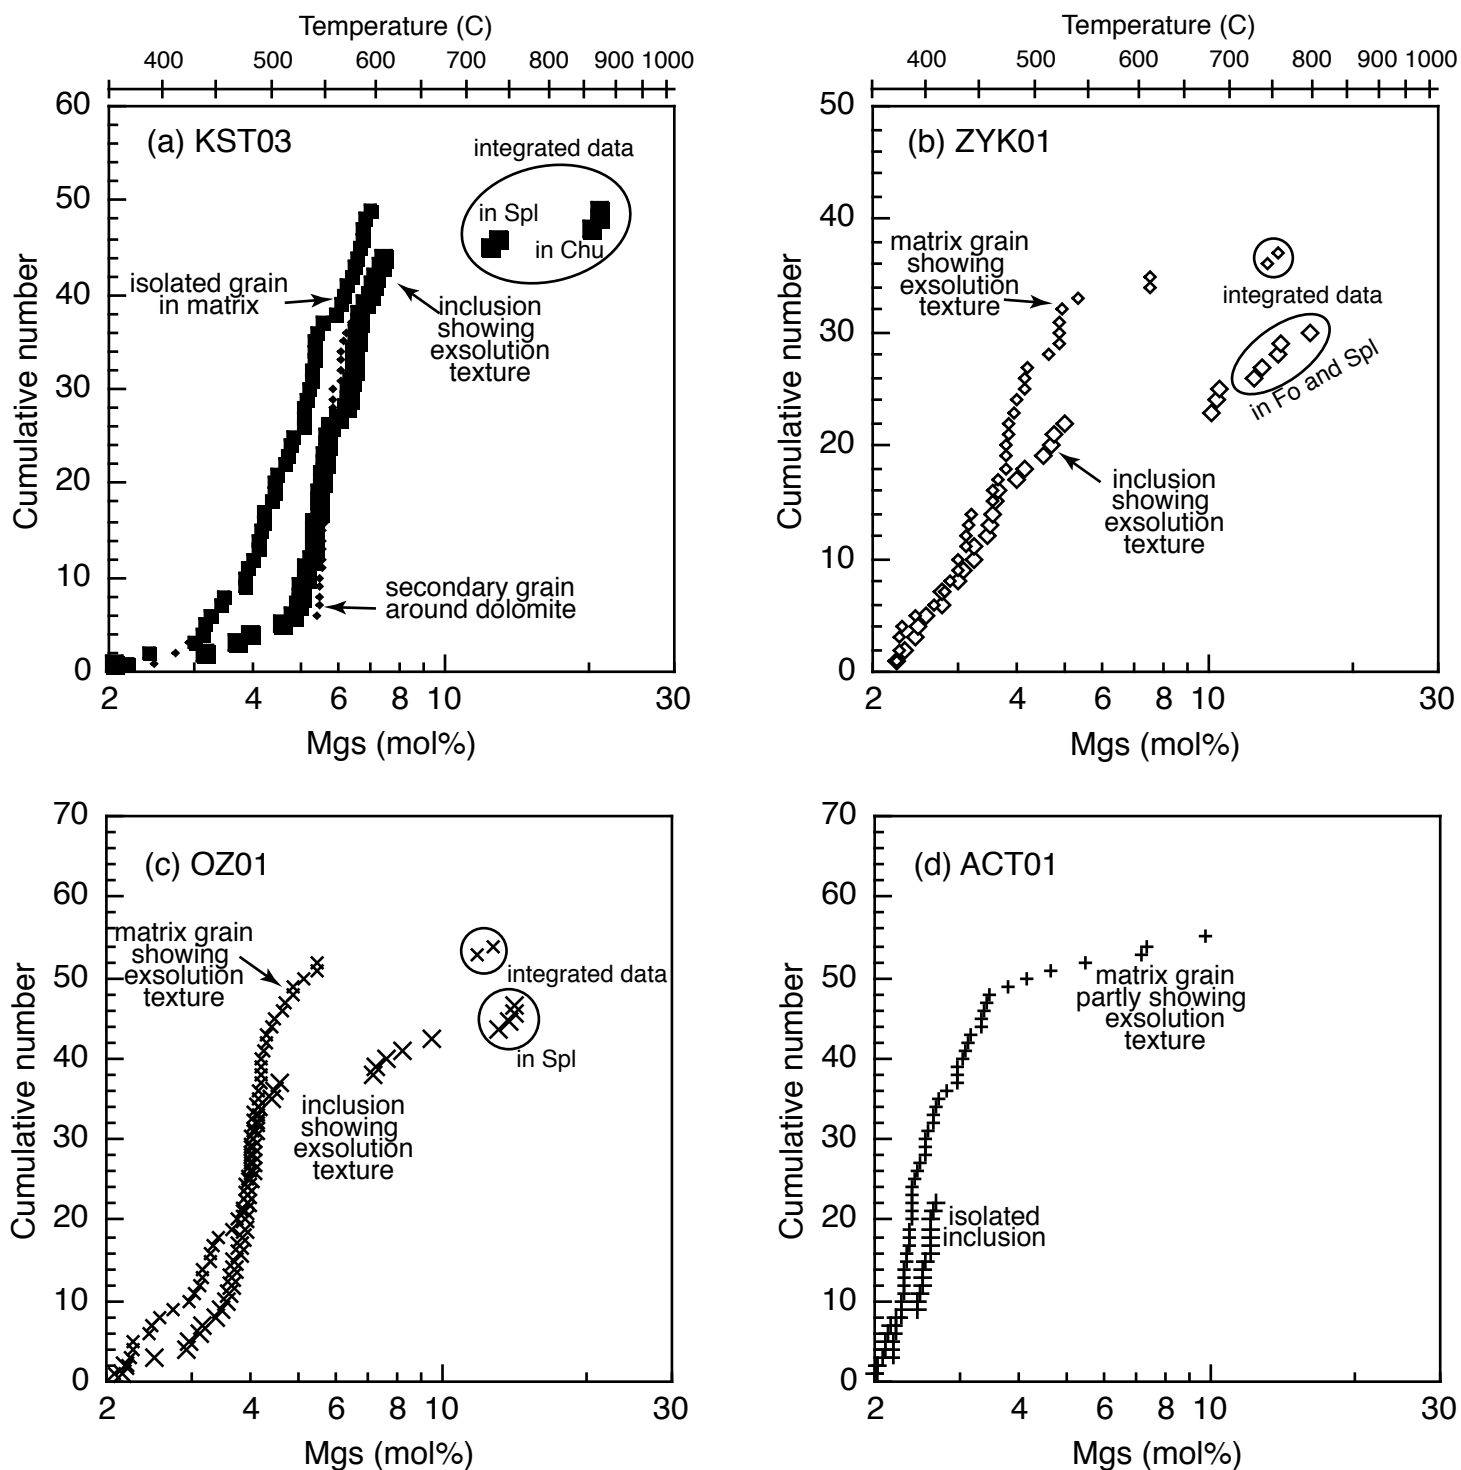 Temperature (C)
400 500 600 700 800 900 1000
60
50
40
30
20
10
0
Cumulative number
(a) KST03
integrated data
in Spl
in Chu
isolated grain
in matrix
inclusion
showing
exsolution
texture
secondary grain
around dolomite
2 4 6 8 10 30
Mgs (mol%)
Temperature (C)
400 500 600 700 800 900 1000
50
40
30
20
10
0
Cumulative number
(b) ZYK01
matrix grain
showing
exsolution
texture
integrated data
in Fo and Spl
inclusion
showing
exsolution
texture
2 4 6 8 10 30
Mgs (mol%)
70
60
50
40
30
20
10
0
Cumulative number
(c) OZ01
matrix grain
showing
exsolution
texture
integrated data
in Spl
inclusion
showing
exsolution
texture
2 4 6 8 10 30
Mgs (mol%)
70
60
50
40
30
20
10
0
Cumulative number
(d) ACT01
matrix grain
partly showing
exsolution
texture
isolated
inclusion
2 4 6 8 10 30
Mgs (mol%)